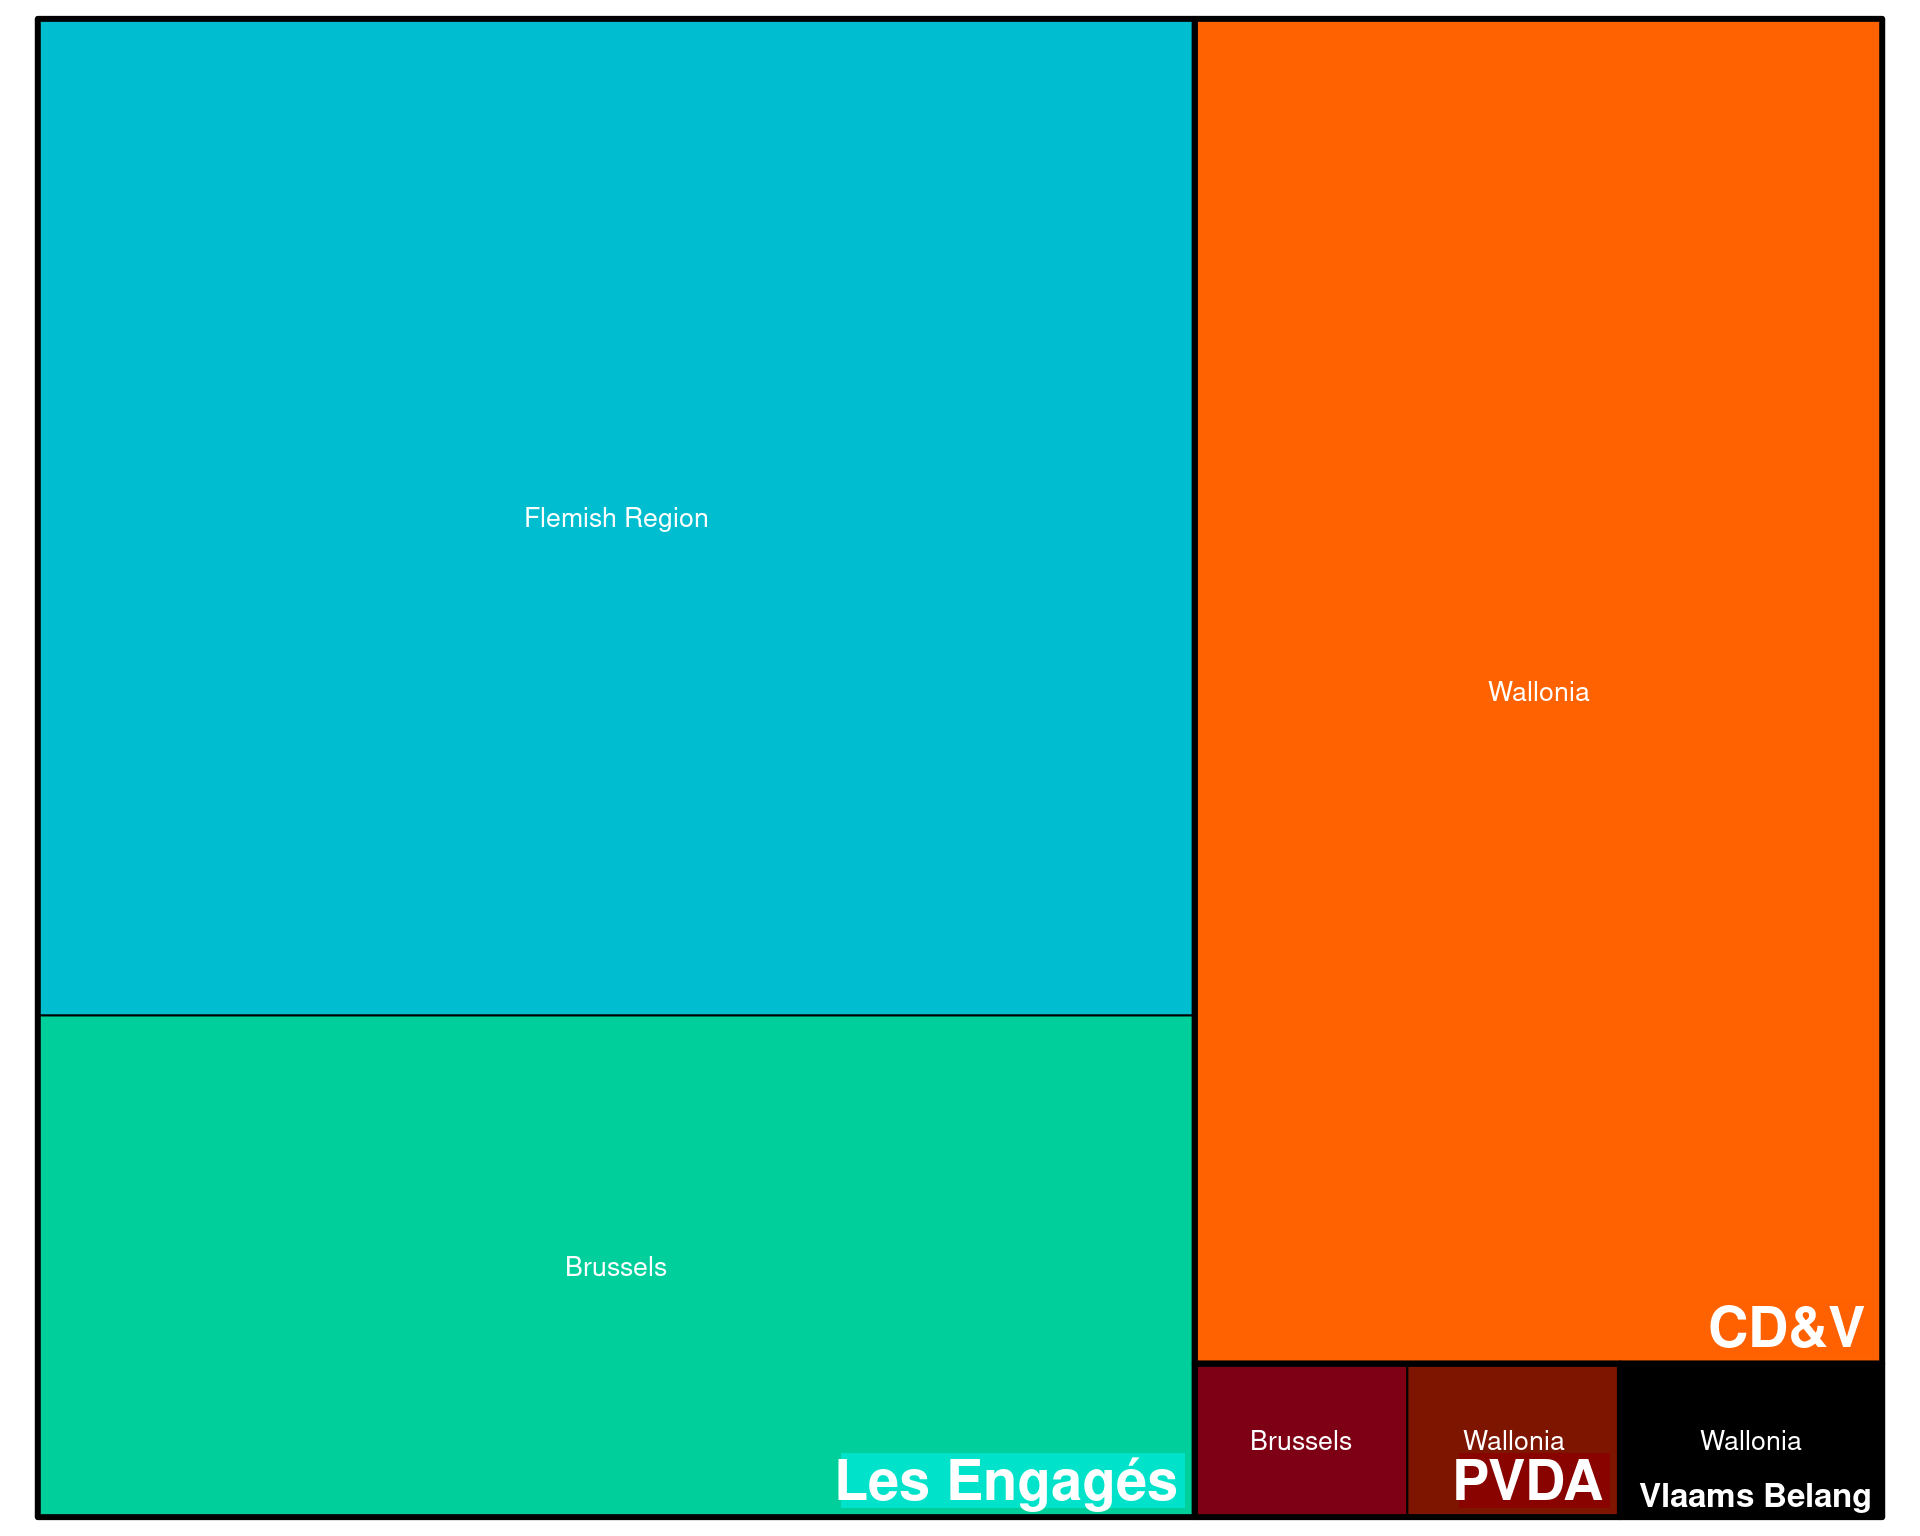 Flemish Region
Wallonia
CD&V
Brussels
Les Engagés
Brussels
Wallonia
PVDA
Wallonia
Vlaams Belang